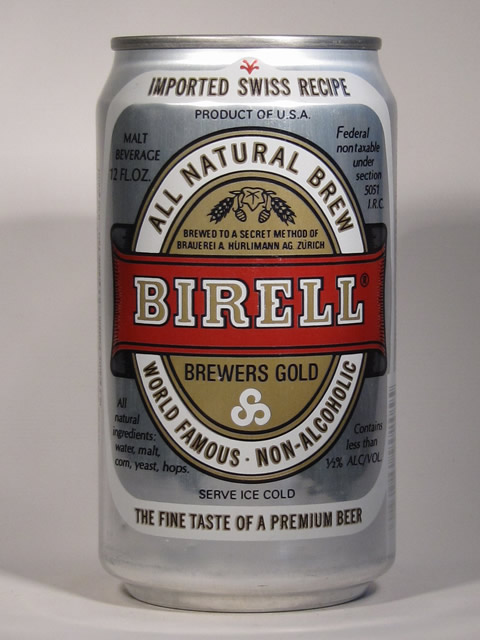 IMPORTED SWISS RECIPE
PRODUCT OF U.S.A.
MALT
BEVERAGE
12 FL.OZ.
Federal
nontaxable
under
section
5051
I.R.C.
ALL NATURAL BREW
BREWED TO A SECRET METHOD OF
BRAUEREI A. HÜRLIMANN AG. ZÜRICH
BIRELL®
BREWERS GOLD
WORLD FAMOUS · NON-ALCOHOLIC
All
natural
ingredients:
water, malt,
corn, yeast, hops.
Contains
less than
½% ALC/VOL.
SERVE ICE COLD
THE FINE TASTE OF A PREMIUM BEER